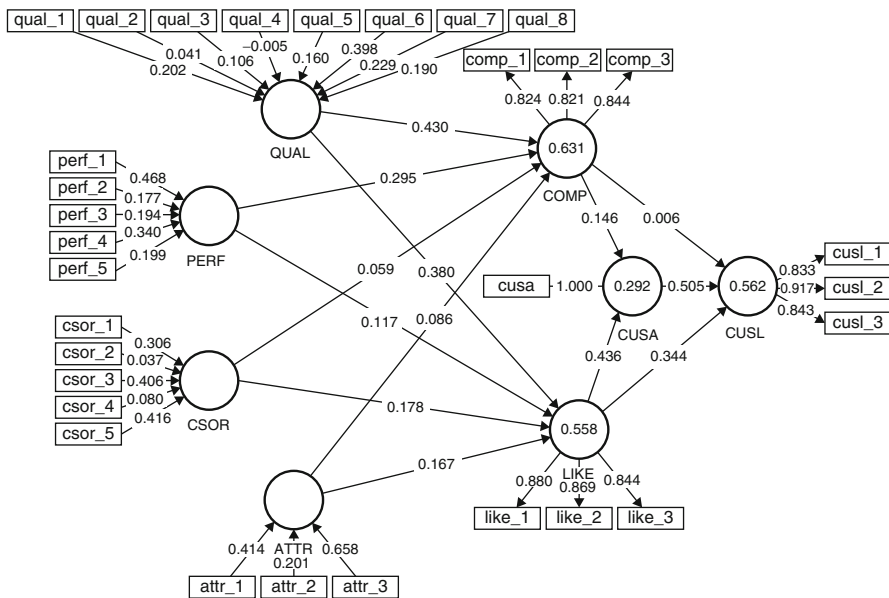 qual_1 qual_2 qual_3 qual_4 qual_5 qual_6 qual_7 qual_8
−0.005 0.398
0.041 0.160 0.229
0.202 0.106 0.190
comp_1 comp_2 comp_3
0.824 0.821 0.844
QUAL
0.430
0.631
COMP
perf_1
perf_2
perf_3
perf_4
perf_5
0.468
0.177
0.194
0.340
0.199
PERF
0.295
0.146
0.006
0.059
0.380
0.117
0.086
cusa
1.000
0.292
CUSA
0.505
0.562
CUSL
0.833
0.917
0.843
cusl_1
cusl_2
cusl_3
csor_1
csor_2
csor_3
csor_4
csor_5
0.306
0.037
0.406
0.080
0.416
CSOR
0.436
0.344
0.178
0.167
0.558
LIKE
0.880 0.869 0.844
like_1 like_2 like_3
ATTR
0.414 0.201 0.658
attr_1 attr_2 attr_3